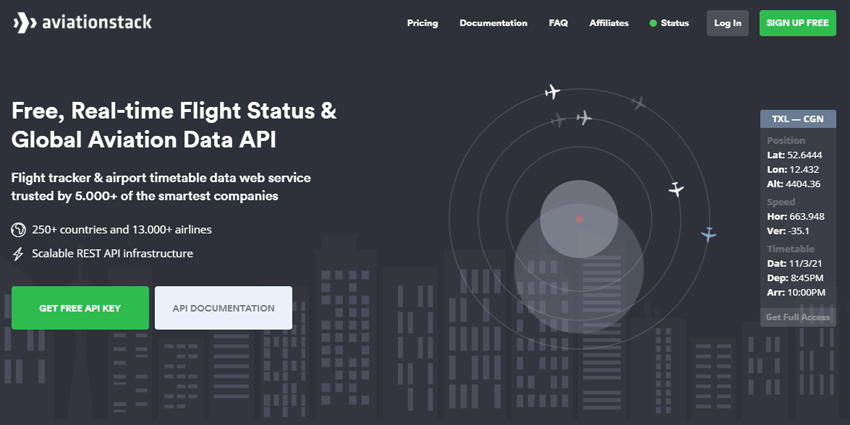 aviationstack
Pricing
Documentation
FAQ
Affiliates
Status
Log In
SIGN UP FREE
Free, Real-time Flight Status &
Global Aviation Data API
Flight tracker & airport timetable data web service
trusted by 5.000+ of the smartest companies
250+ countries and 13.000+ airlines
Scalable REST API infrastructure
GET FREE API KEY
API DOCUMENTATION
TXL — CGN
Position
Lat: 52.6444
Lon: 12.432
Alt: 4404.36
Speed
Hor: 663.948
Ver: -35.1
Timetable
Dat: 11/3/21
Dep: 8:45PM
Arr: 10:00PM
Get Full Access